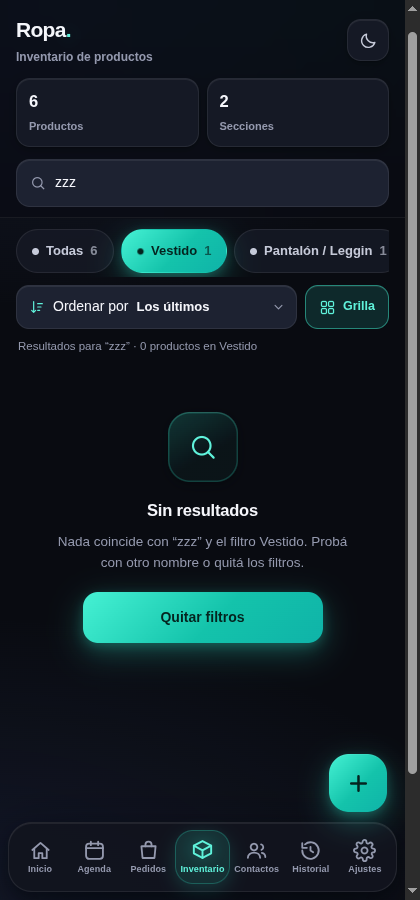 Ropa.
Inventario de productos
6
Productos
2
Secciones
zzz
Todas 6
Vestido 1
Pantalón / Leggin 1
Ordenar por Los últimos
Grilla
Resultados para “zzz” · 0 productos en Vestido
Sin resultados
Nada coincide con “zzz” y el filtro Vestido. Probá
con otro nombre o quitá los filtros.
Quitar filtros
Inicio
Agenda
Pedidos
Inventario
Contactos
Historial
Ajustes